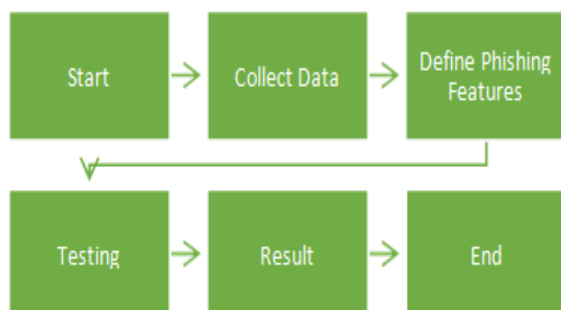 Start
Collect Data
Define Phishing
Features
Testing
Result
End